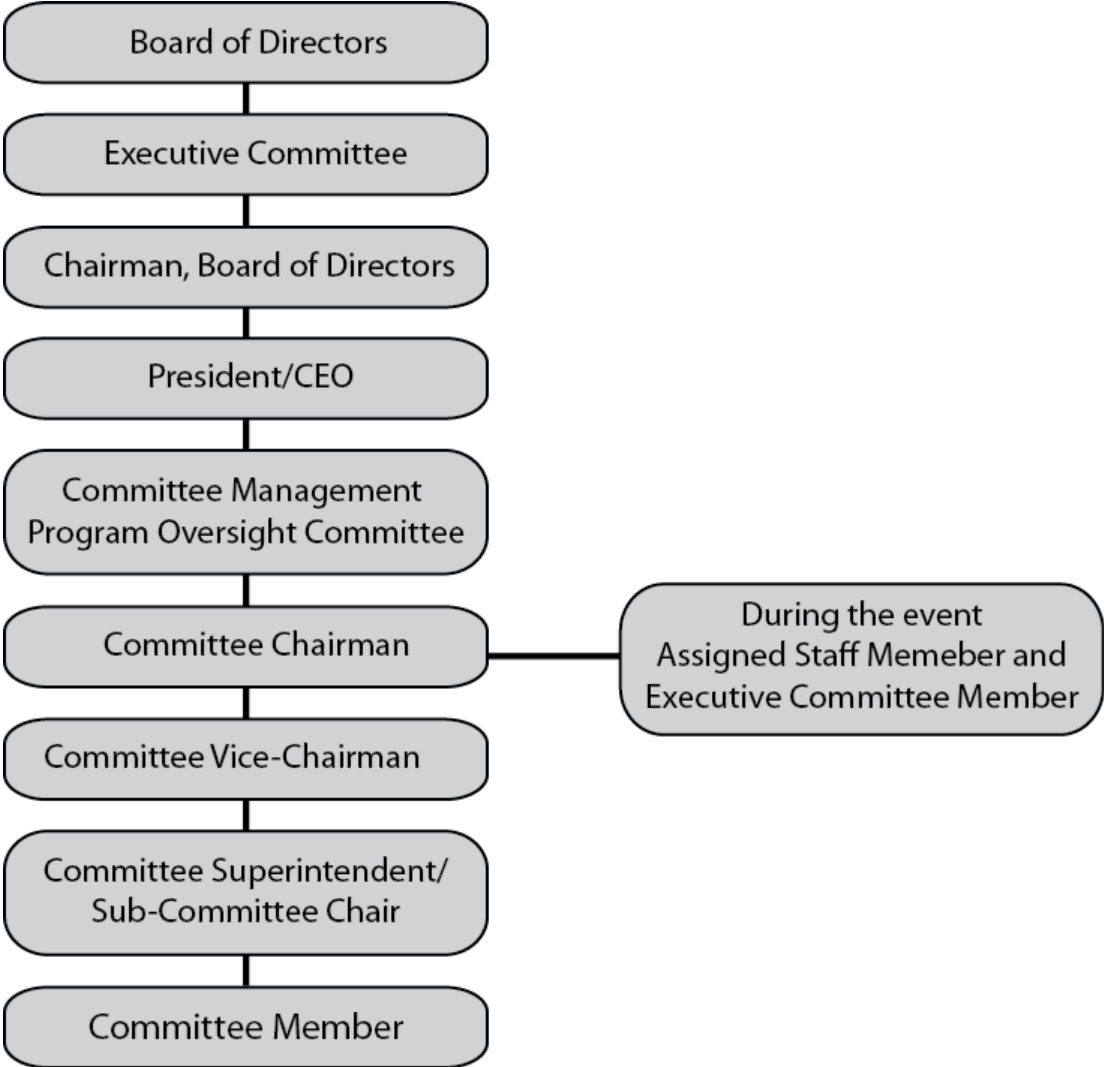 Board of Directors
Executive Committee
Chairman, Board of Directors
President/CEO
Committee Management
Program Oversight Committee
Committee Chairman
During the event
Assigned Staff Memeber and
Executive Committee Member
Committee Vice-Chairman
Committee Superintendent/
Sub-Committee Chair
Committee Member